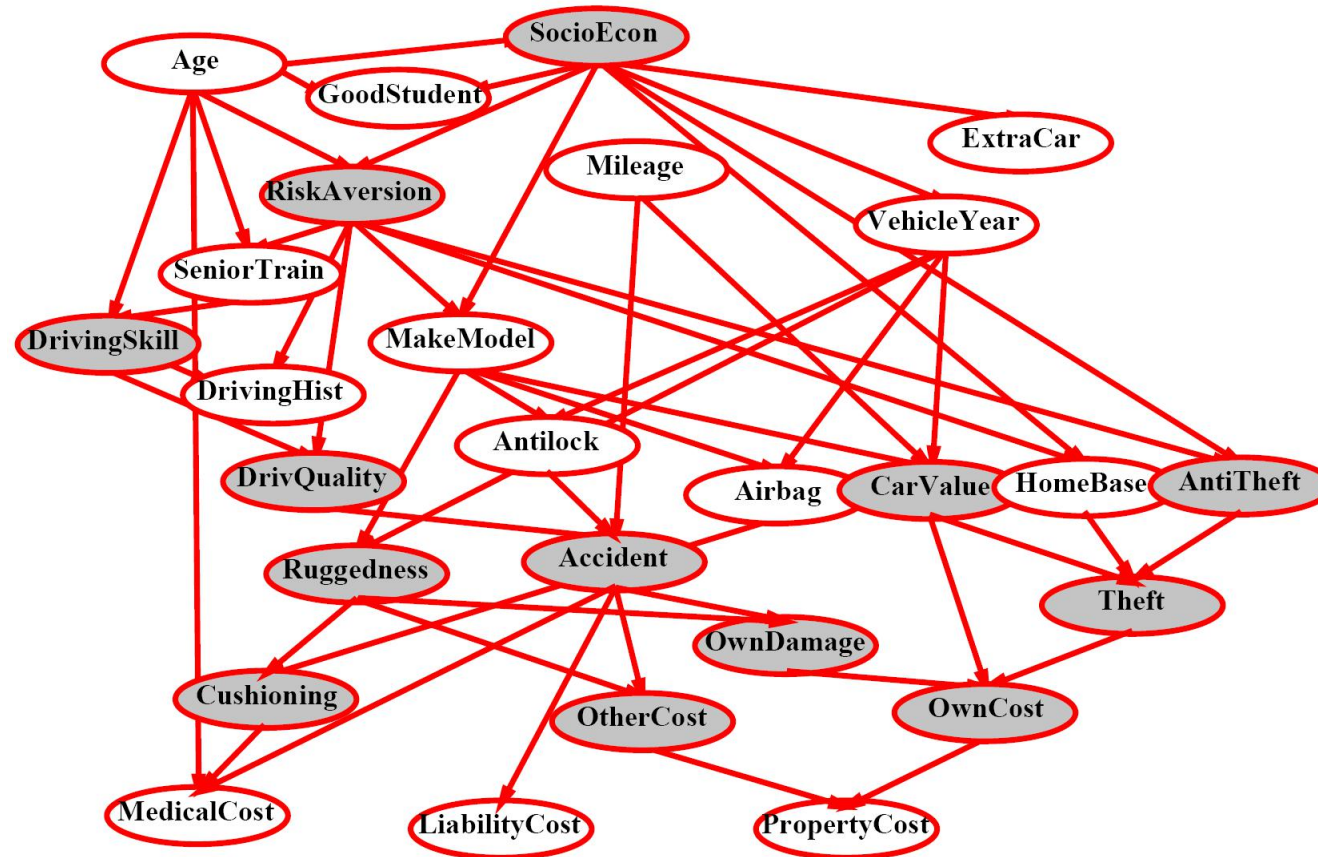 SocioEcon
Age
GoodStudent
ExtraCar
Mileage
RiskAversion
VehicleYear
SeniorTrain
DrivingSkill
MakeModel
DrivingHist
Antilock
DrivQuality
Airbag
CarValue
HomeBase
AntiTheft
Accident
Ruggedness
Theft
OwnDamage
Cushioning
OtherCost
OwnCost
MedicalCost
LiabilityCost
PropertyCost